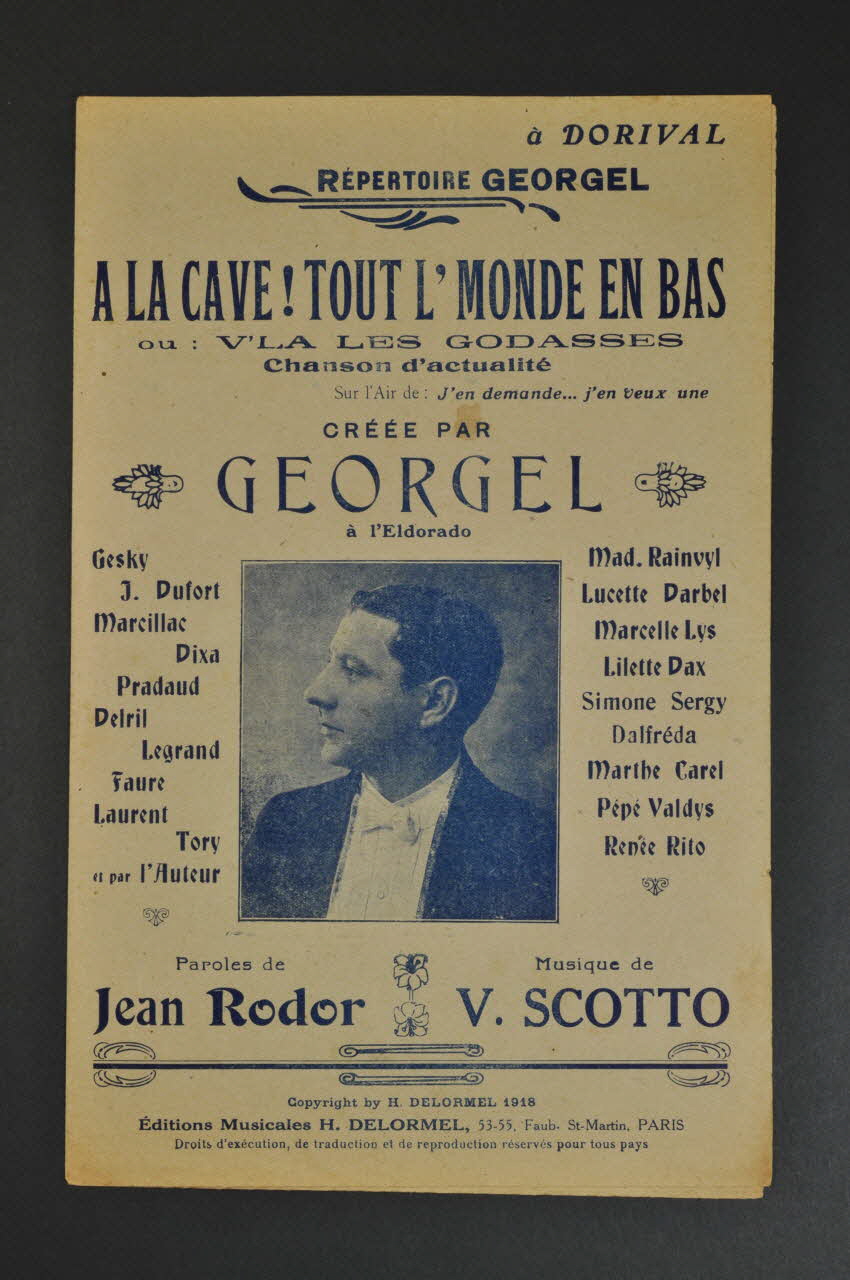 à DORIVAL
RÉPERTOIRE GEORGEL
A LA CAVE ! TOUT L' MONDE EN BAS
ou : V'LA LES GODASSES
Chanson d'actualité
Sur l'Air de : J'en demande... j'en veux une
CRÉÉE PAR
GEORGEL
à l'Eldorado
Gesky
J. Dufort
Marcillac
Dixa
Pradaud
Delril
Legrand
Faure
Laurent
Tory
et par l'Auteur
Mad. Rainvyl
Lucette Darbel
Marcelle Lys
Lilette Dax
Simone Sergy
Dalfréda
Marthe Carel
Pépé Valdys
Renée Rito
Paroles de
Jean Rodor
Musique de
V. SCOTTO
Copyright by H. DELORMEL 1918
Éditions Musicales H. DELORMEL, 53-55, Faub. St-Martin, PARIS
Droits d'exécution, de traduction et de reproduction réservés pour tous pays